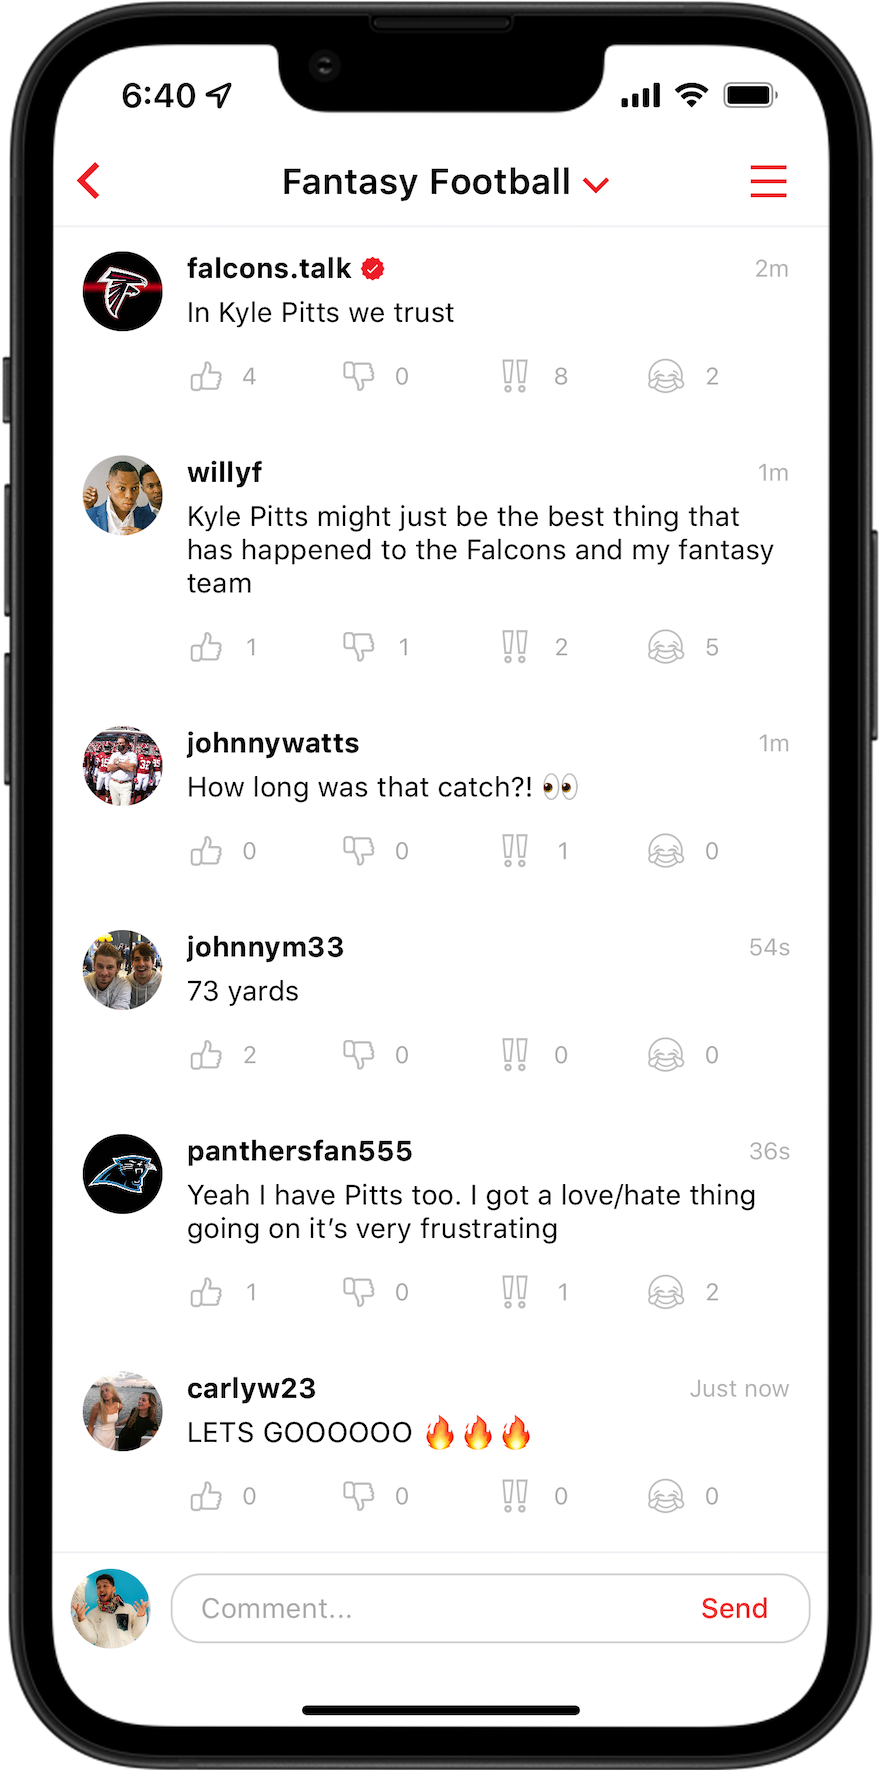 6:40
Fantasy Football
falcons.talk
2m
In Kyle Pitts we trust
4 0 8 2
willyf
1m
Kyle Pitts might just be the best thing that
has happened to the Falcons and my fantasy
team
1 1 2 5
johnnywatts
1m
How long was that catch?! 👀
0 0 1 0
johnnym33
54s
73 yards
2 0 0 0
panthersfan555
36s
Yeah I have Pitts too. I got a love/hate thing
going on it’s very frustrating
1 0 1 2
carlyw23
Just now
LETS GOOOOOO 🔥🔥🔥
0 0 0 0
Comment...
Send